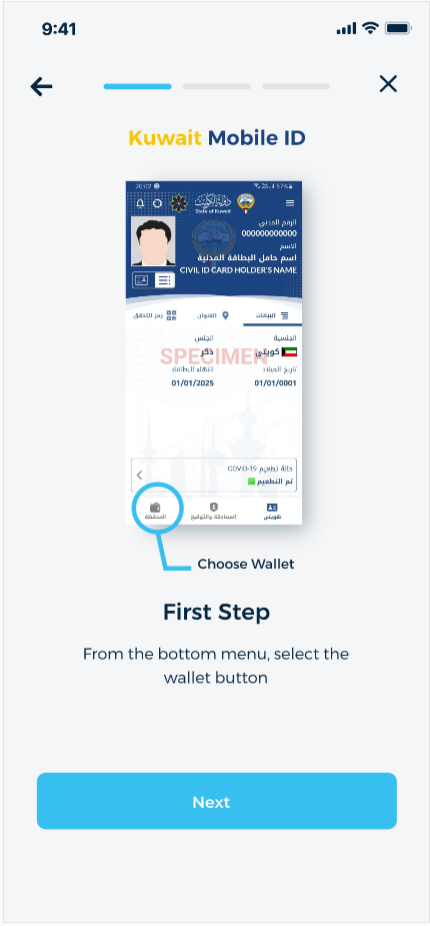 9:41
Kuwait Mobile ID
20:02
57%
دولة الكويت
State of Kuwait
الرقم المدني
000000000000
الاسم
اسم حامل البطاقة المدنية
CIVIL ID CARD HOLDER'S NAME
البيانات
العنوان
رمز التحقق
الجنسية
الجنس
كويتي
ذكر
SPECIMEN
تاريخ الميلاد
انتهاء البطاقة
01/01/0001
01/01/2025
حالة تطعيم COVID-19
تم التطعيم
هويتي
المصادقة والتوقيع
المحفظة
Choose Wallet
First Step
From the bottom menu, select the
wallet button
Next